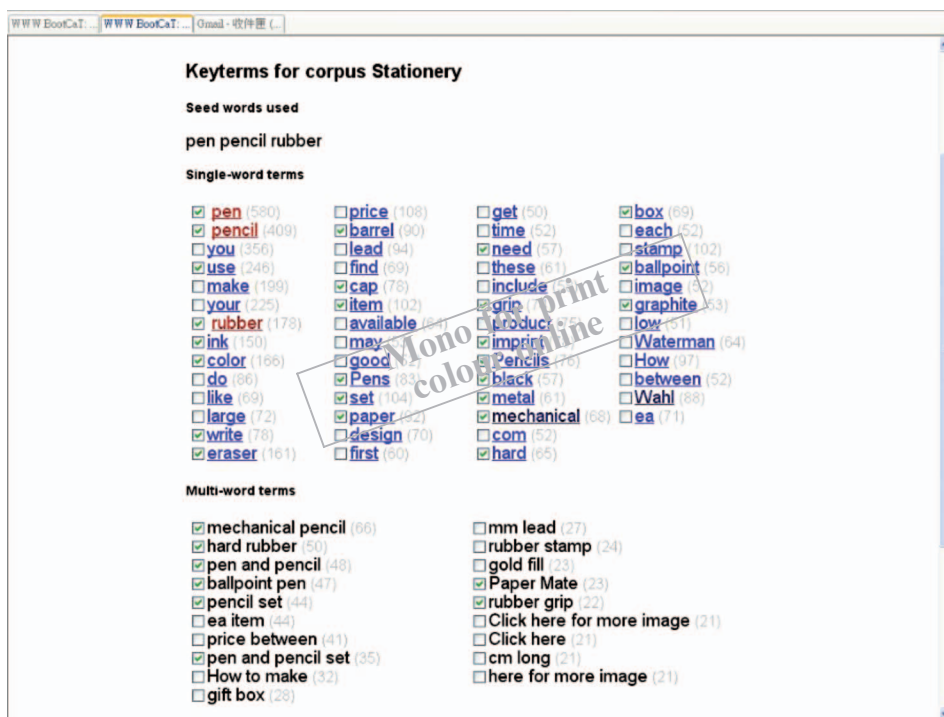 WWW BootCaT: ... WWW BootCaT: ... Gmail - 收件匣 (...
Keyterms for corpus Stationery
Seed words used
pen pencil rubber
Single-word terms
pen (580) price (108) get (50) box (69)
pencil (409) barrel (90) time (52) each (52)
you (356) lead (94) need (57) stamp (102)
use (246) find (69) these (61) ballpoint (56)
make (199) cap (78) include image (52)
your (225) item (102) grip graphite (53)
rubber (178) available product low (51)
ink (150) may imprint Waterman (64)
color (166) good Pencils (76) How (97)
do (86) Pens (83) black (57) between (52)
like (69) set (104) metal (61) Wahl (88)
large (72) paper (92) mechanical (68) ea (71)
write (78) design (70) com (52)
eraser (161) first (60) hard (65)
Mono for print
colour online
Multi-word terms
mechanical pencil (66) mm lead (27)
hard rubber (50) rubber stamp (24)
pen and pencil (48) gold fill (23)
ballpoint pen (47) Paper Mate (23)
pencil set (44) rubber grip (22)
ea item (44) Click here for more image (21)
price between (41) Click here (21)
pen and pencil set (35) cm long (21)
How to make (32) here for more image (21)
gift box (28)